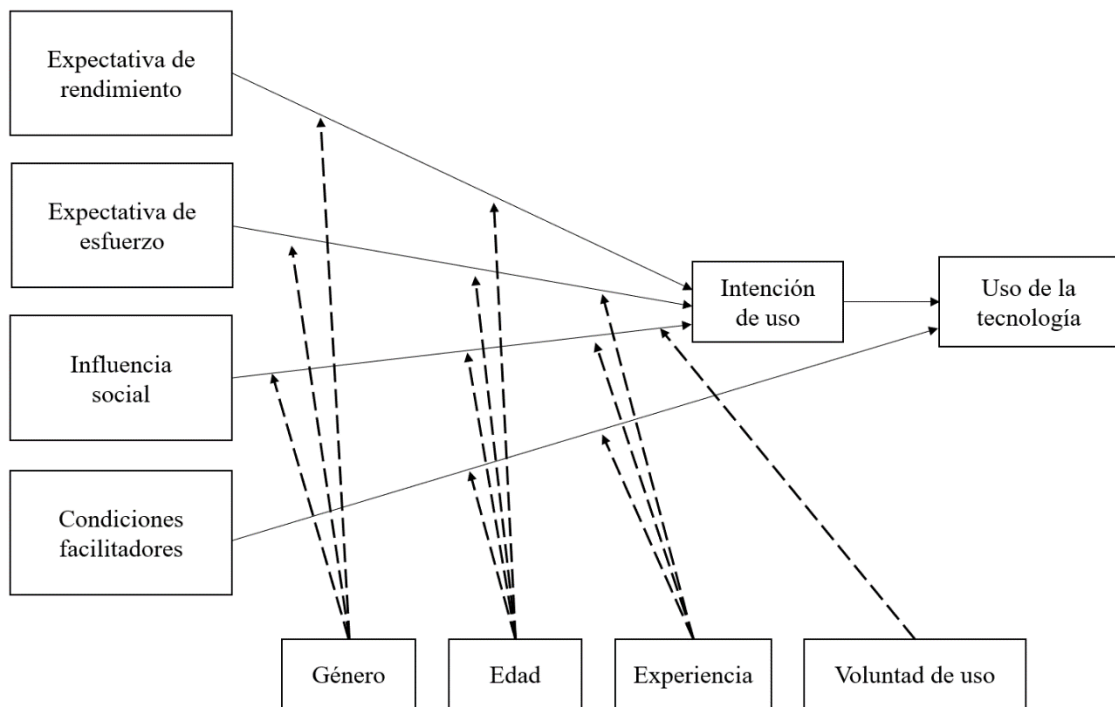 Expectativa de
rendimiento
Expectativa de
esfuerzo
Influencia
social
Condiciones
facilitadores
Intención
de uso
Uso de la
tecnología
Género
Edad
Experiencia
Voluntad de uso